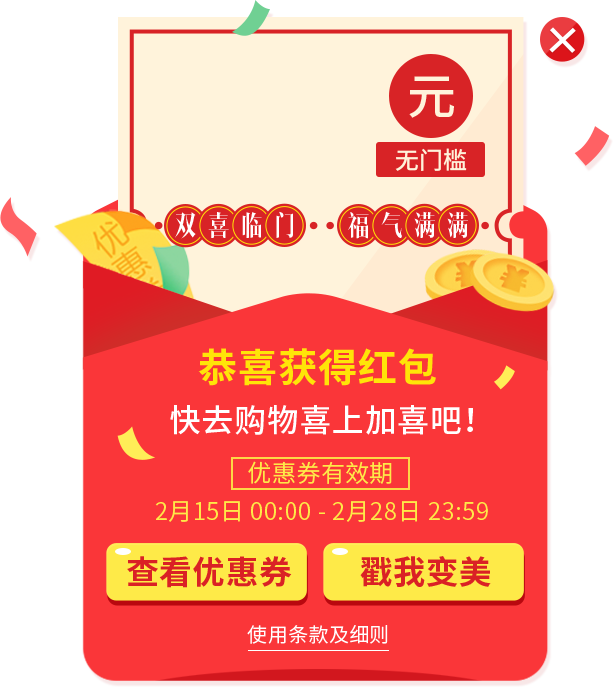 元
无门槛
双喜临门 福气满满
优惠
恭喜获得红包
快去购物喜上加喜吧！
优惠券有效期
2月15日 00:00 - 2月28日 23:59
查看优惠券 戳我变美
使用条款及细则